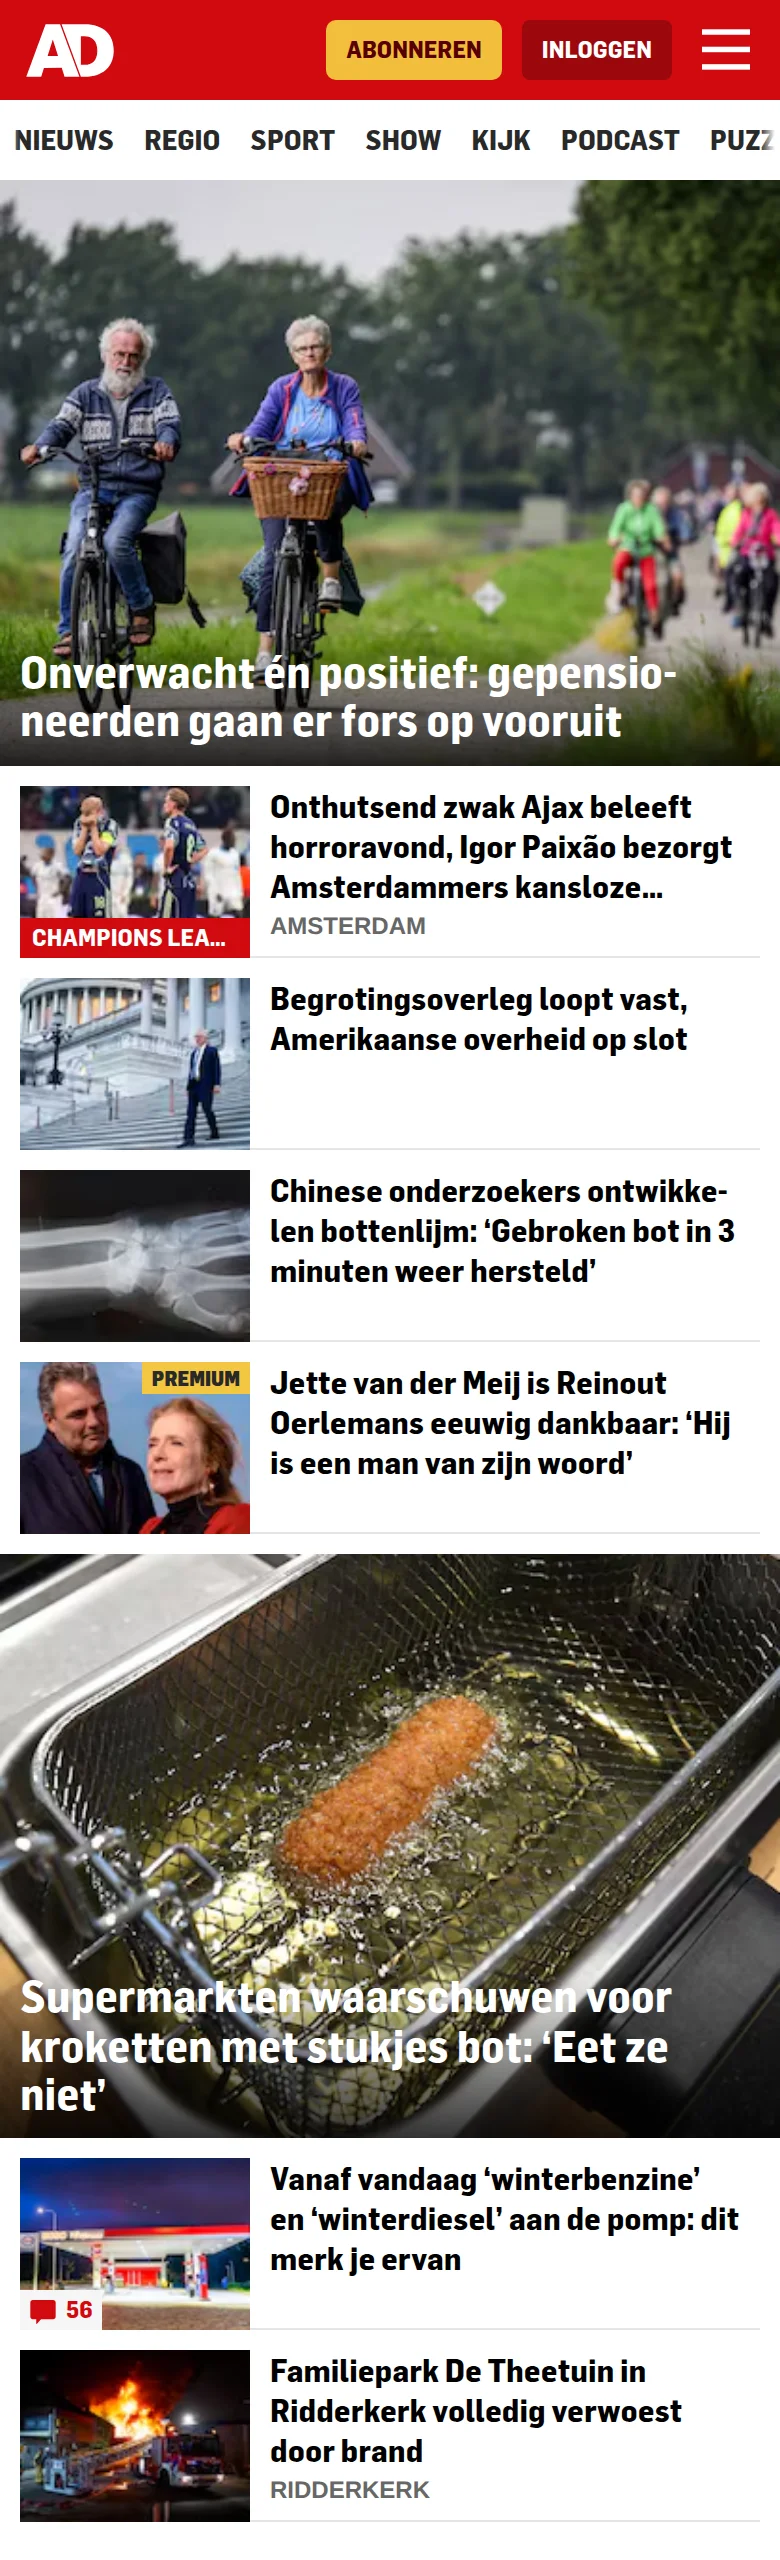 AD
ABONNEREN
INLOGGEN
NIEUWS REGIO SPORT SHOW KIJK PODCAST PUZZ
Onverwacht én positief: gepensio-
neerden gaan er fors op vooruit
Onthutsend zwak Ajax beleeft
horroravond, Igor Paixão bezorgt
Amsterdammers kansloze...
AMSTERDAM
CHAMPIONS LEA...
Begrotingsoverleg loopt vast,
Amerikaanse overheid op slot
Chinese onderzoekers ontwikke-
len bottenlijm: ‘Gebroken bot in 3
minuten weer hersteld’
PREMIUM
Jette van der Meij is Reinout
Oerlemans eeuwig dankbaar: ‘Hij
is een man van zijn woord’
Supermarkten waarschuwen voor
kroketten met stukjes bot: ‘Eet ze
niet’
Vanaf vandaag ‘winterbenzine’
en ‘winterdiesel’ aan de pomp: dit
merk je ervan
56
Familiepark De Theetuin in
Ridderkerk volledig verwoest
door brand
RIDDERKERK